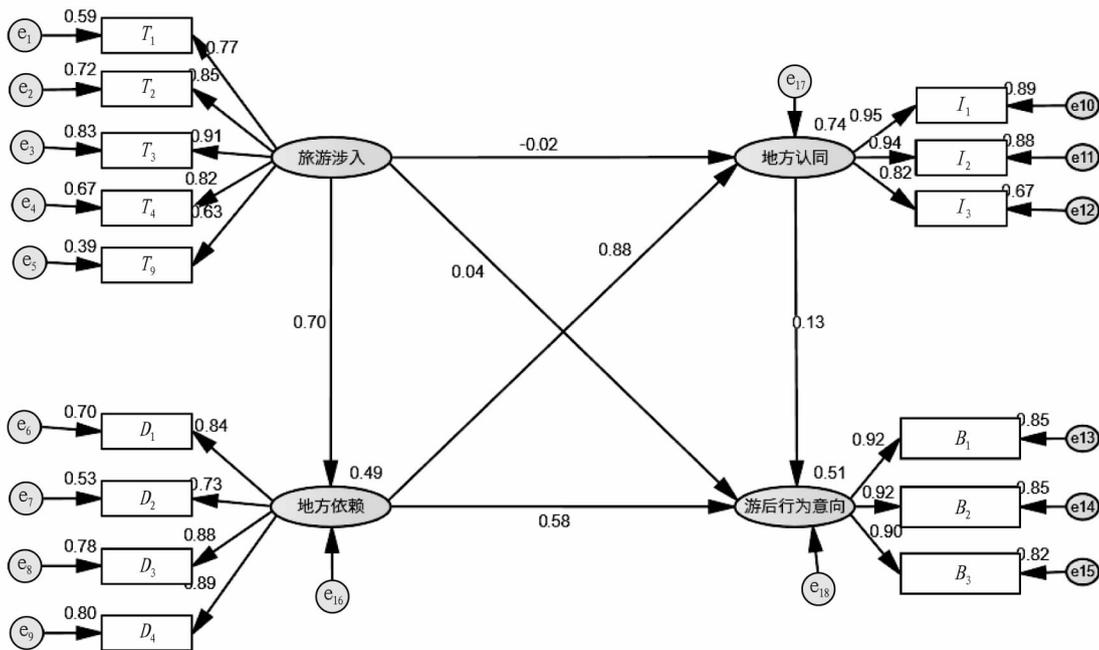 e₁ 0.59 T₁ 0.77
e₂ 0.72 T₂ 0.85
e₃ 0.83 T₃ 0.91
e₄ 0.67 T₄ 0.82
e₅ 0.39 T₉ 0.63
旅游涉入
-0.02
e₁₇
0.74
地方认同
0.95 I₁ 0.89 e10
0.94 I₂ 0.88 e11
0.82 I₃ 0.67 e12
0.88
0.04
0.70
0.13
e₆ 0.70 D₁ 0.84
e₇ 0.53 D₂ 0.73
e₈ 0.78 D₃ 0.88
e₉ 0.80 D₄ 0.89
0.49
地方依赖
e₁₆
0.58
0.51
游后行为意向
e₁₈
0.92 B₁ 0.85 e13
0.92 B₂ 0.85 e14
0.90 B₃ 0.82 e15